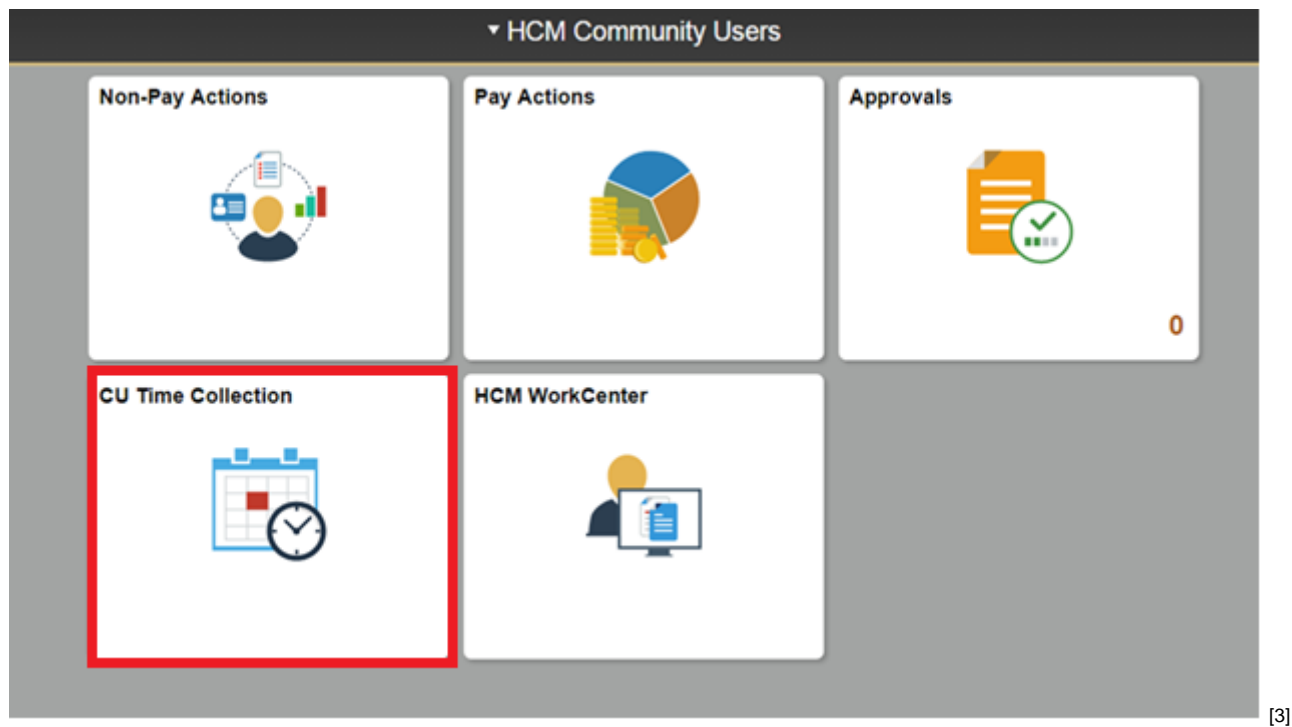 HCM Community Users
Non-Pay Actions
Pay Actions
Approvals
0
CU Time Collection
HCM WorkCenter
[3]